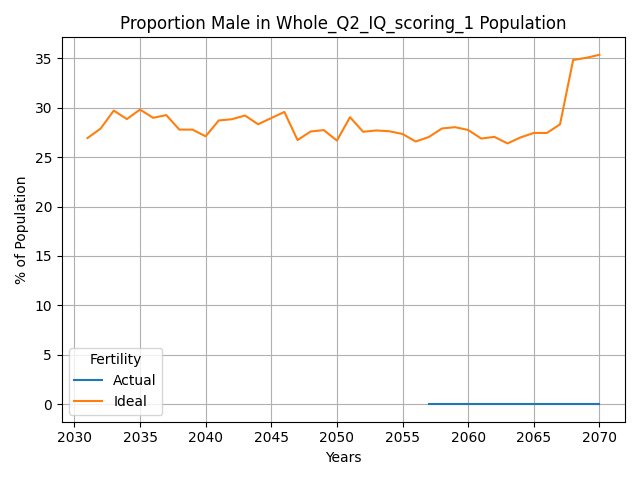 Proportion Male in Whole_Q2_IQ_scoring_1 Population
% of Population
35
30
25
20
15
10
5
0
Fertility
Actual
Ideal
2030 2035 2040 2045 2050 2055 2060 2065 2070
Years